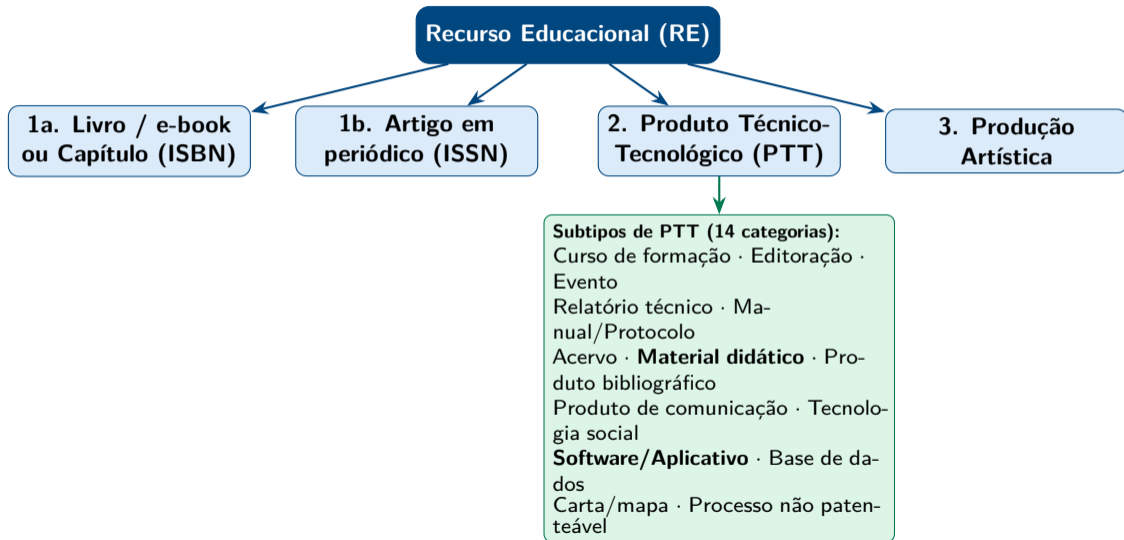 Recurso Educacional (RE)
1a. Livro / e-book
ou Capítulo (ISBN)
1b. Artigo em
periódico (ISSN)
2. Produto Técnico-
Tecnológico (PTT)
3. Produção
Artística
Subtipos de PTT (14 categorias):
Curso de formação · Editoração ·
Evento
Relatório técnico · Ma-
nual/Protocolo
Acervo · Material didático · Pro-
duto bibliográfico
Produto de comunicação · Tecnolo-
gia social
Software/Aplicativo · Base de da-
dos
Carta/mapa · Processo não paten-
teável